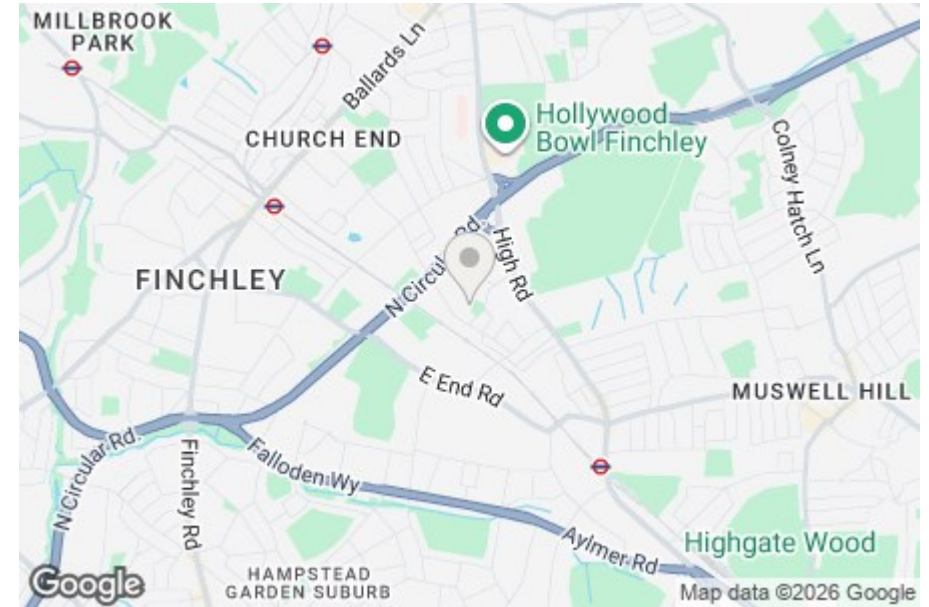 MILLBROOK
PARK
Ballards Ln
Hollywood
Bowl Finchley
CHURCH END
Colney Hatch Ln
N Circular Rd
High Rd
FINCHLEY
E End Rd
MUSWELL HILL
N Circular Rd
Finchley Rd
Falloden Wy
Aylmer Rd
Highgate Wood
HAMPSTEAD
GARDEN SUBURB
Google
Map data ©2026 Google